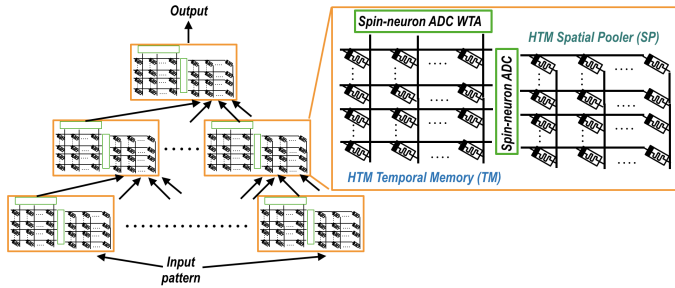 Output
Spin-neuron ADC WTA
HTM Spatial Pooler (SP)
Spin-neuron ADC
HTM Temporal Memory (TM)
Input
pattern